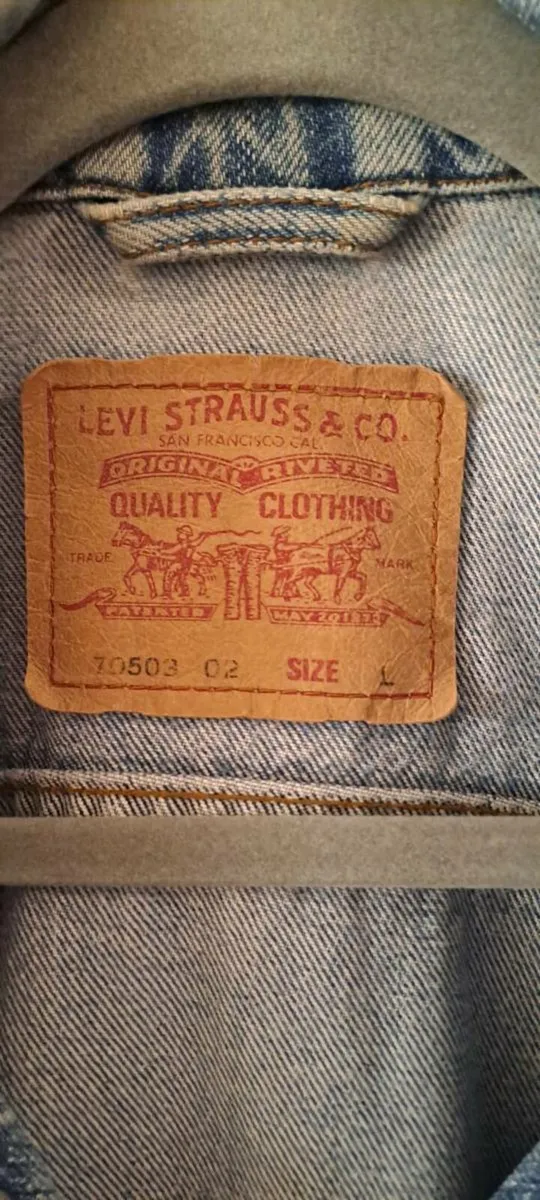 LEVI STRAUSS & CO.
SAN FRANCISCO CAL.
ORIGINAL RIVETED
QUALITY CLOTHING
TRADE MARK
PATENTED MAY 20 1873
70503 02 SIZE L